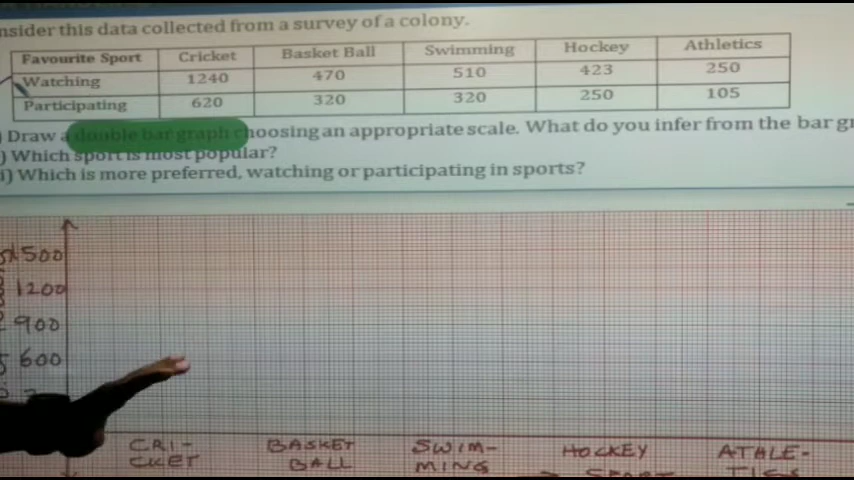 nsider this data collected from a survey of a colony.
Favourite Sport Cricket Basket Ball Swimming Hockey Athletics
Watching 1240 470 510 423 250
Participating 620 320 320 250 105
) Draw a double bar graph choosing an appropriate scale. What do you infer from the bar gr
) Which sport is most popular?
i) Which is more preferred, watching or participating in sports?
1500
1200
900
600
CRI- BASKET SWIM- HOCKEY ATHLE-
CKET BALL MING SPORT TICS